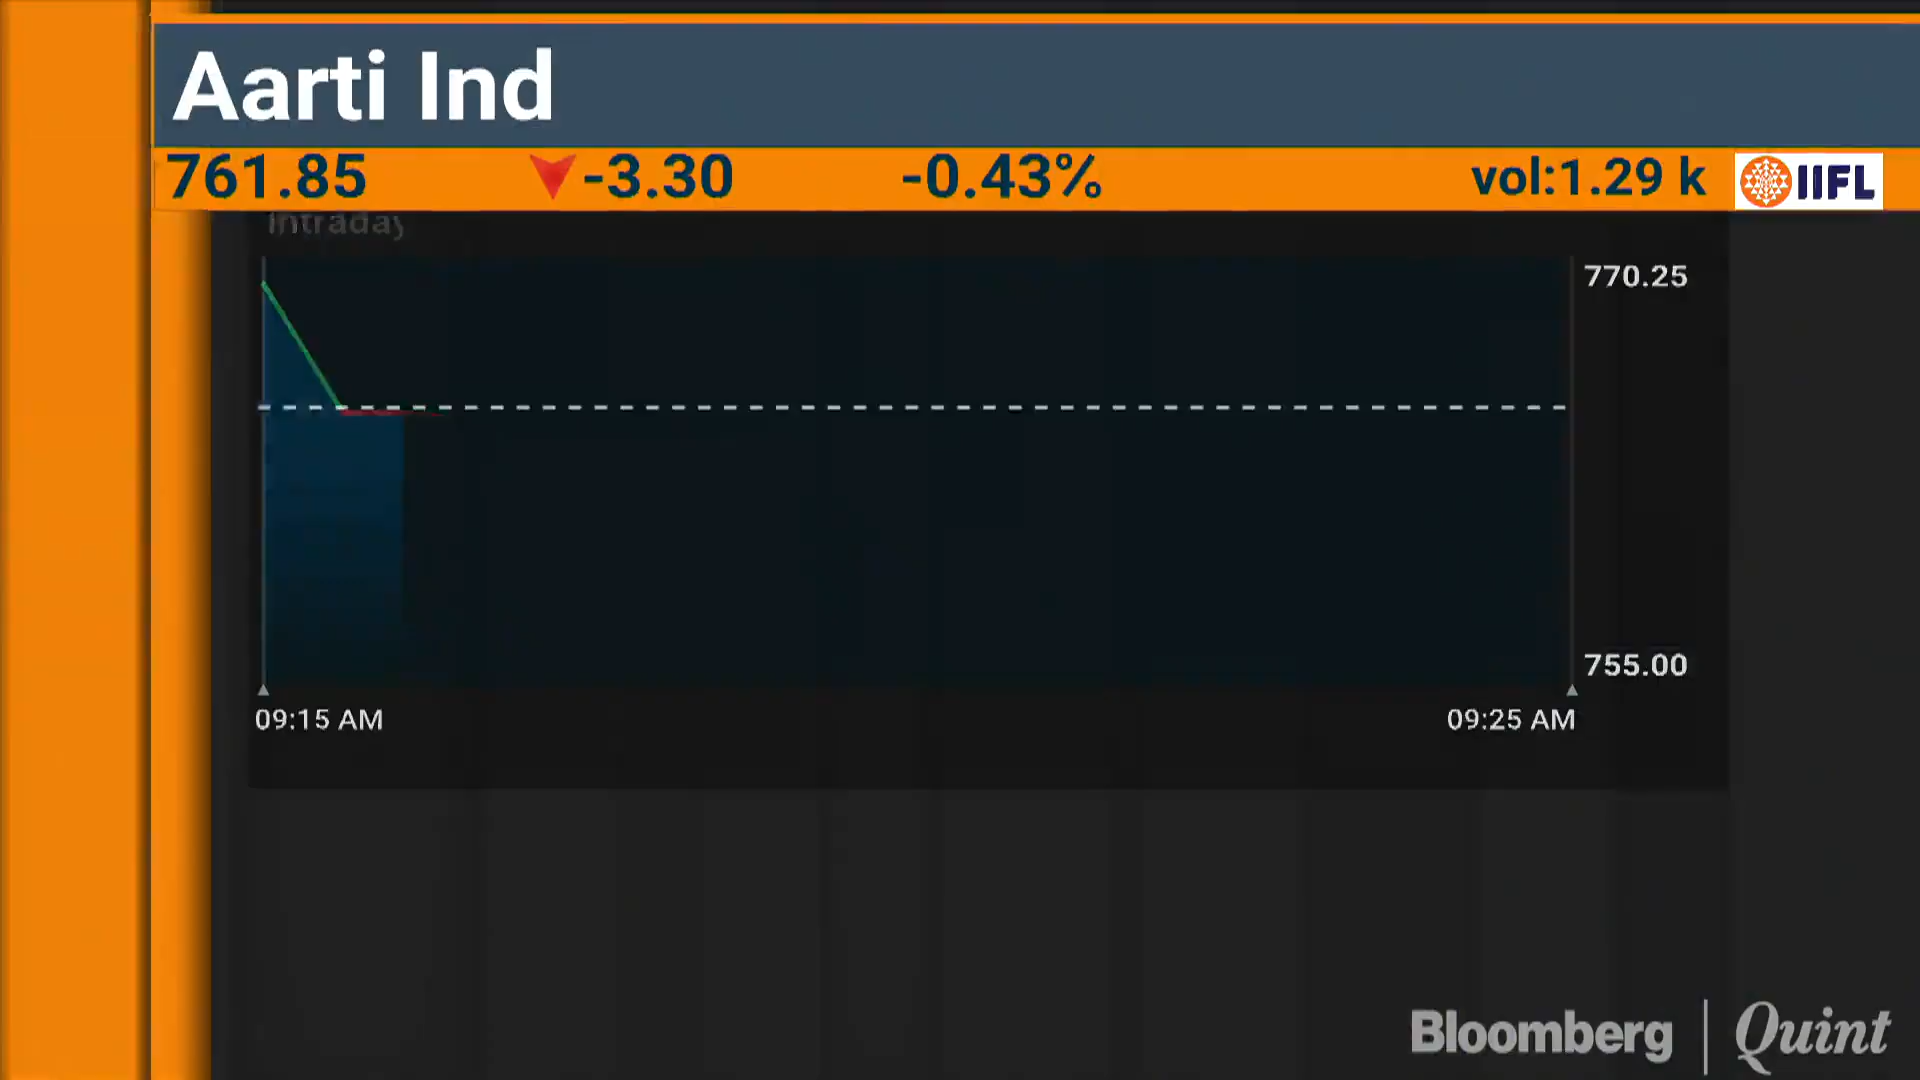 Aarti Ind
761.85 -3.30 -0.43% vol:1.29 k IIFL
Intraday
770.25
755.00
09:15 AM 09:25 AM
Bloomberg | Quint